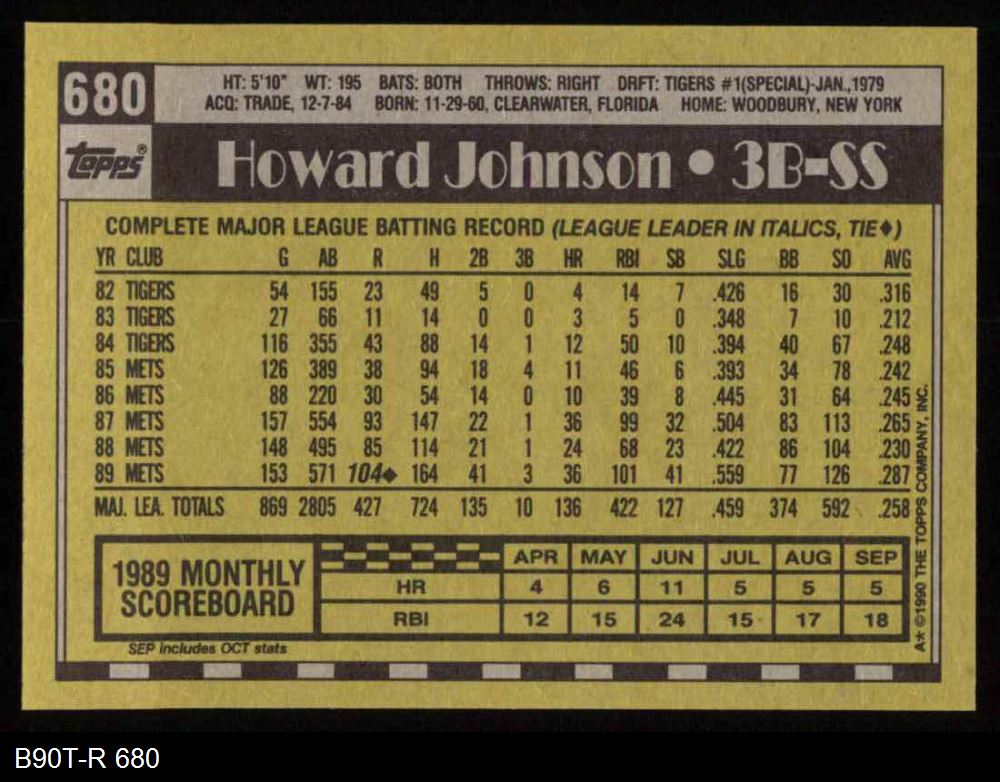 680
HT: 5'10" WT: 195 BATS: BOTH THROWS: RIGHT DRFT: TIGERS #1(SPECIAL)-JAN.,1979
ACQ: TRADE, 12-7-84 BORN: 11-29-60, CLEARWATER, FLORIDA HOME: WOODBURY, NEW YORK
topps®
Howard Johnson • 3B-SS
COMPLETE MAJOR LEAGUE BATTING RECORD (LEAGUE LEADER IN ITALICS, TIE♦)
YR CLUB G AB R H 2B 3B HR RBI SB SLG BB SO AVG
82 TIGERS 54 155 23 49 5 0 4 14 7 .426 16 30 .316
83 TIGERS 27 66 11 14 0 0 3 5 0 .348 7 10 .212
84 TIGERS 116 355 43 88 14 1 12 50 10 .394 40 67 .248
85 METS 126 389 38 94 18 4 11 46 6 .393 34 78 .242
86 METS 88 220 30 54 14 0 10 39 8 .445 31 64 .245
87 METS 157 554 93 147 22 1 36 99 32 .504 83 113 .265
88 METS 148 495 85 114 21 1 24 68 23 .422 86 104 .230
89 METS 153 571 104♦ 164 41 3 36 101 41 .559 77 126 .287
MAJ. LEA. TOTALS 869 2805 427 724 135 10 136 422 127 .459 374 592 .258
1989 MONTHLY
SCOREBOARD
APR MAY JUN JUL AUG SEP
HR 4 6 11 5 5 5
RBI 12 15 24 15 17 18
SEP includes OCT stats
A* ©1990 THE TOPPS COMPANY, INC.
B90T-R 680